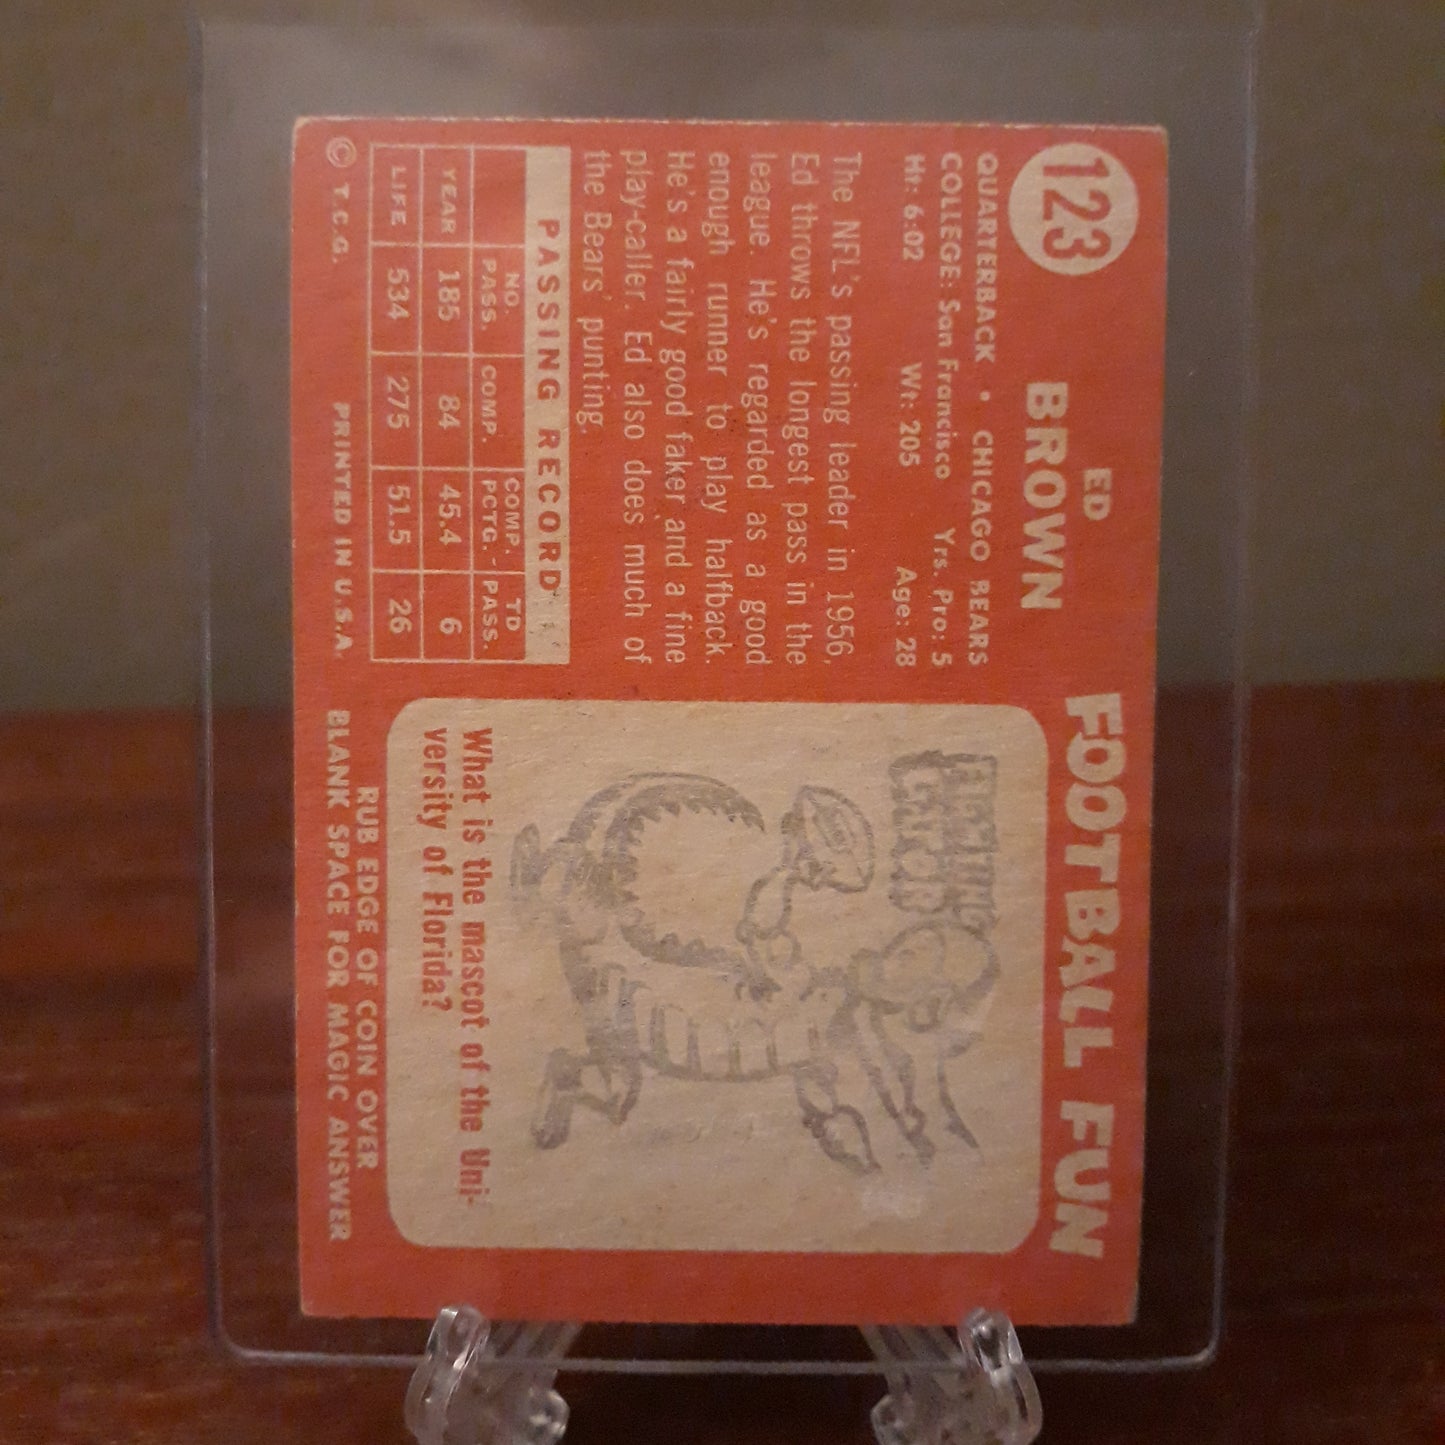 123
ED
BROWN
QUARTERBACK • CHICAGO BEARS
COLLEGE: San Francisco Yrs. Pro: 5
Ht: 6:02 Wt: 205 Age: 28
The NFL's passing leader in 1956,
Ed throws the longest pass in the
league. He's regarded as a good
enough runner to play halfback.
He's a fairly good faker and a fine
play-caller. Ed also does much of
the Bears' punting.
PASSING RECORD
NO. PASS. COMP. COMP. PCTG. TD PASS.
YEAR 185 84 45.4 6
LIFE 534 275 51.5 26
© T.C.G. PRINTED IN U.S.A.
FOOTBALL FUN
What is the mascot of the Uni-
versity of Florida?
RUB EDGE OF COIN OVER
BLANK SPACE FOR MAGIC ANSWER